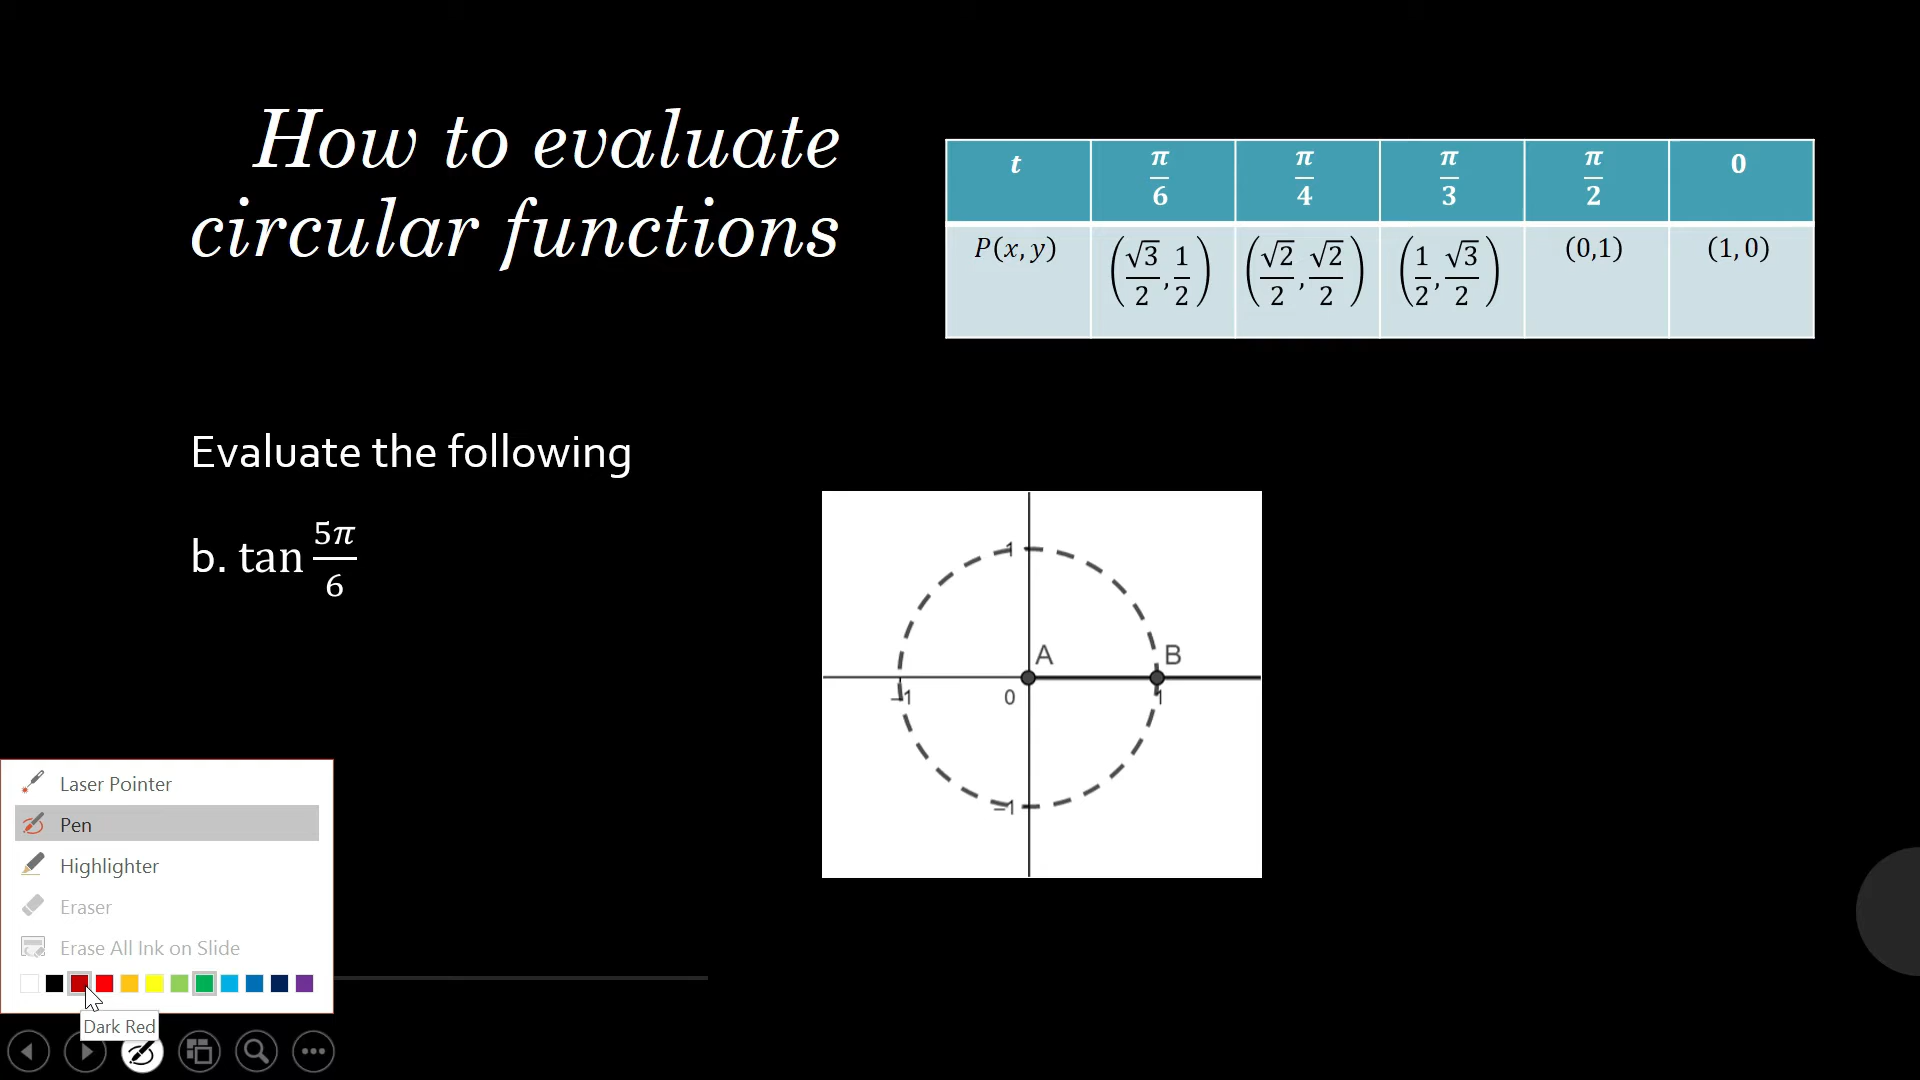 How to evaluate
circular functions
t π/6 π/4 π/3 π/2 0
P(x, y) (√3/2, 1/2) (√2/2, √2/2) (1/2, √3/2) (0,1) (1, 0)
Evaluate the following
b. tan 5π/6
1
A B
−1 0 1
−1
Laser Pointer
Pen
Highlighter
Eraser
Erase All Ink on Slide
Dark Red